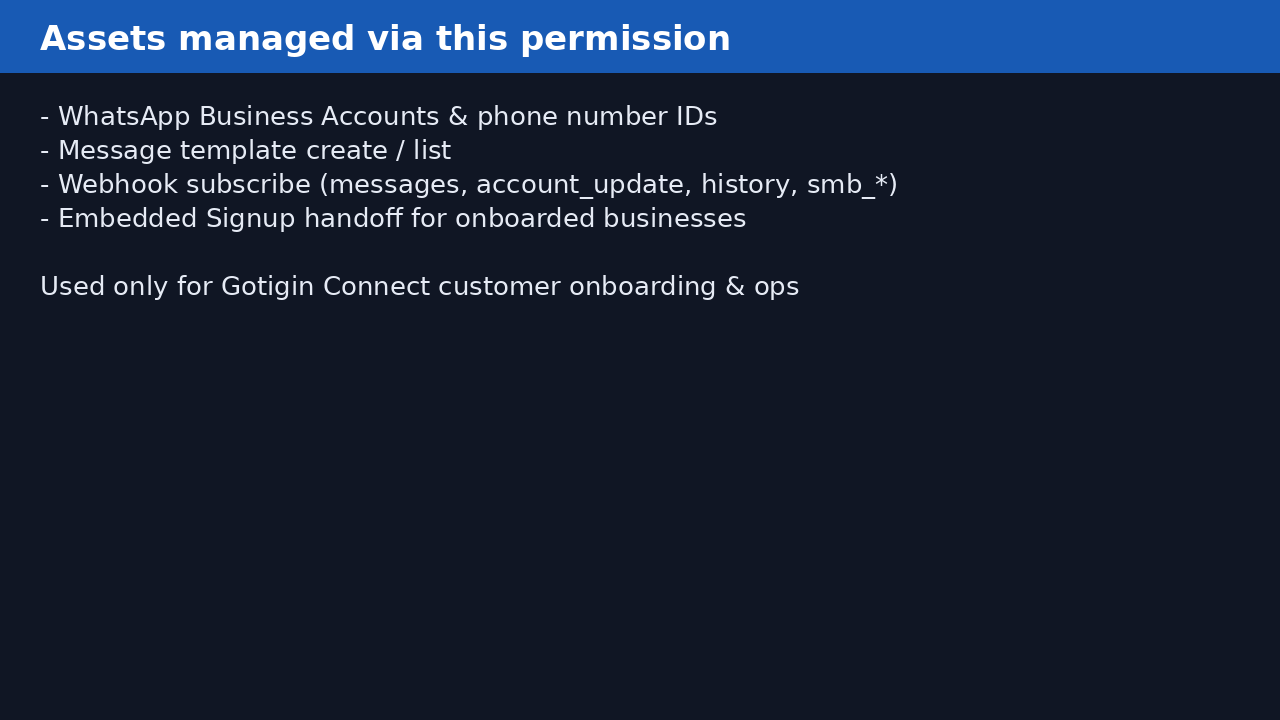 Assets managed via this permission
- WhatsApp Business Accounts & phone number IDs
- Message template create / list
- Webhook subscribe (messages, account_update, history, smb_*)
- Embedded Signup handoff for onboarded businesses
Used only for Gotigin Connect customer onboarding & ops